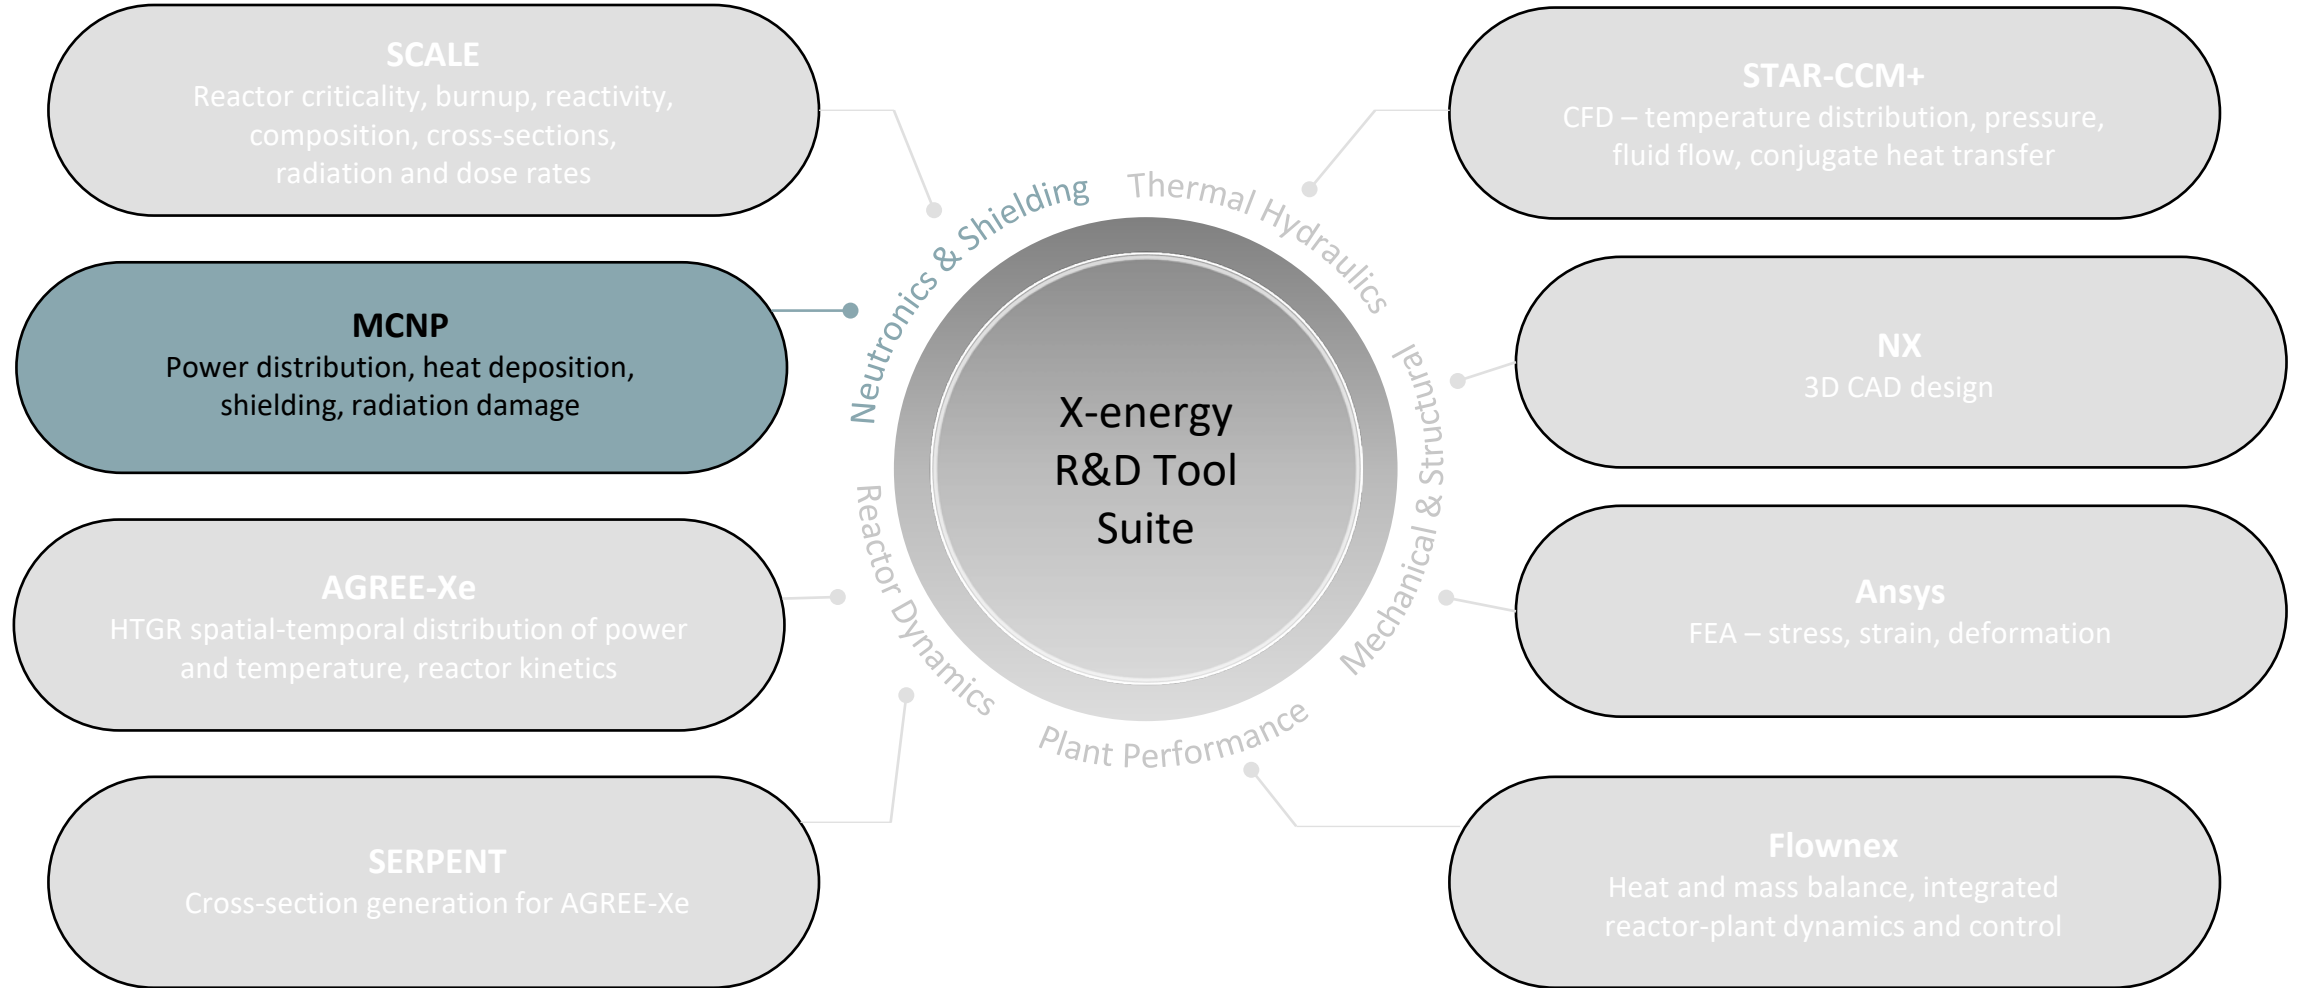 SCALE
Reactor criticality, burnup, reactivity,
composition, cross-sections,
radiation and dose rates
MCNP
Power distribution, heat deposition,
shielding, radiation damage
AGREE-Xe
HTGR spatial-temporal distribution of power
and temperature, reactor kinetics
SERPENT
Cross-section generation for AGREE-Xe
Neutronics & Shielding
Thermal Hydraulics
Mechanical & Structural
Plant Performance
Reactor Dynamics
X-energy
R&D Tool
Suite
STAR-CCM+
CFD – temperature distribution, pressure,
fluid flow, conjugate heat transfer
NX
3D CAD design
Ansys
FEA – stress, strain, deformation
Flownex
Heat and mass balance, integrated
reactor-plant dynamics and control